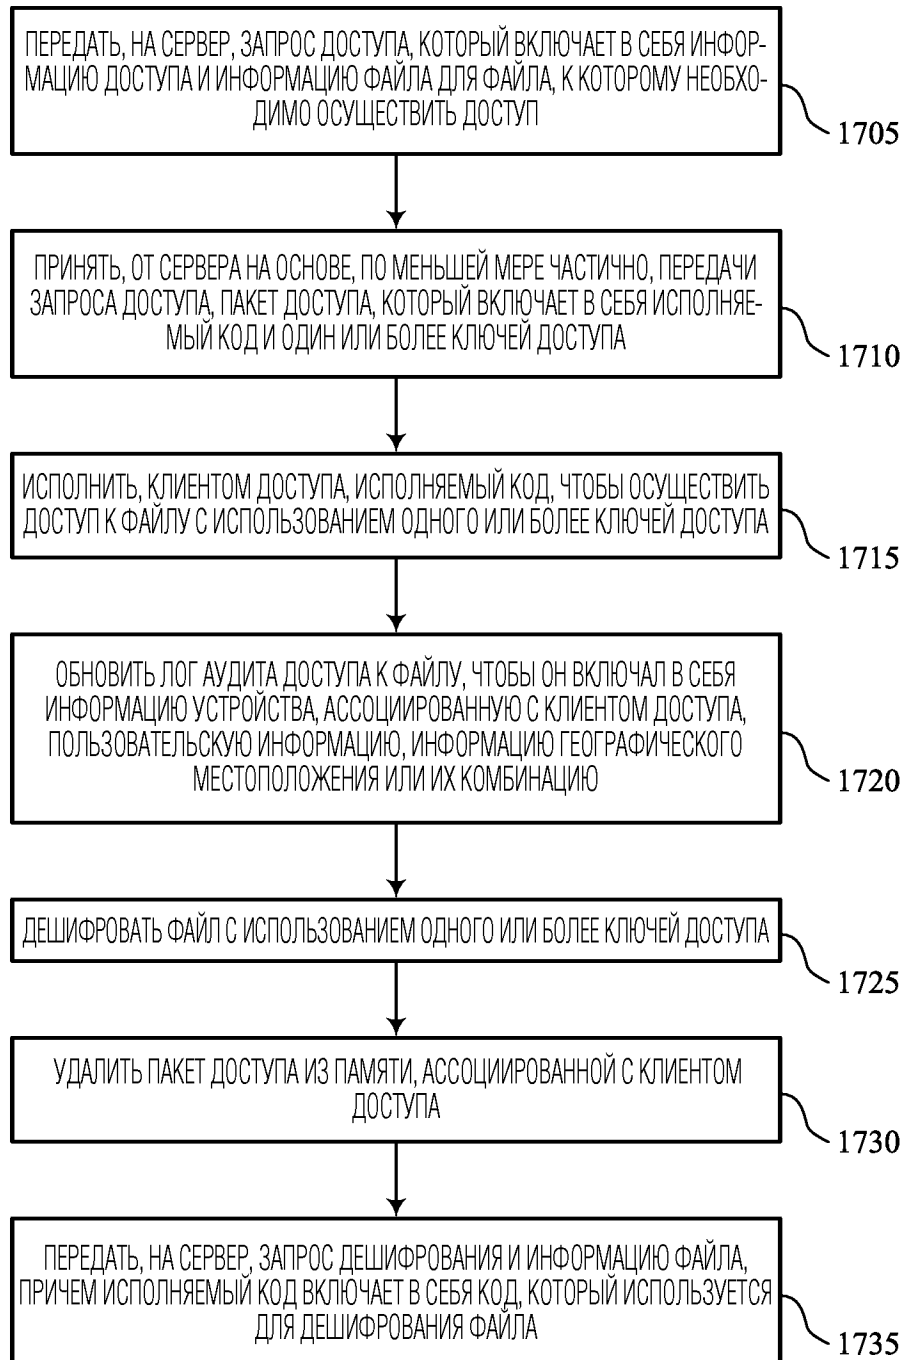 ПЕРЕДАТЬ, НА СЕРВЕР, ЗАПРОС ДОСТУПА, КОТОРЫЙ ВКЛЮЧАЕТ В СЕБЯ ИНФОР-
МАЦИЮ ДОСТУПА И ИНФОРМАЦИЮ ФАЙЛА ДЛЯ ФАЙЛА, К КОТОРОМУ НЕОБХО-
ДИМО ОСУЩЕСТВИТЬ ДОСТУП
1705
ПРИНЯТЬ, ОТ СЕРВЕРА НА ОСНОВЕ, ПО МЕНЬШЕЙ МЕРЕ ЧАСТИЧНО, ПЕРЕДАЧИ
ЗАПРОСА ДОСТУПА, ПАКЕТ ДОСТУПА, КОТОРЫЙ ВКЛЮЧАЕТ В СЕБЯ ИСПОЛНЯЕ-
МЫЙ КОД И ОДИН ИЛИ БОЛЕЕ КЛЮЧЕЙ ДОСТУПА
1710
ИСПОЛНИТЬ, КЛИЕНТОМ ДОСТУПА, ИСПОЛНЯЕМЫЙ КОД, ЧТОБЫ ОСУЩЕСТВИТЬ
ДОСТУП К ФАЙЛУ С ИСПОЛЬЗОВАНИЕМ ОДНОГО ИЛИ БОЛЕЕ КЛЮЧЕЙ ДОСТУПА
1715
ОБНОВИТЬ ЛОГ АУДИТА ДОСТУПА К ФАЙЛУ, ЧТОБЫ ОН ВКЛЮЧАЛ В СЕБЯ
ИНФОРМАЦИЮ УСТРОЙСТВА, АССОЦИИРОВАННУЮ С КЛИЕНТОМ ДОСТУПА,
ПОЛЬЗОВАТЕЛЬСКУЮ ИНФОРМАЦИЮ, ИНФОРМАЦИЮ ГЕОГРАФИЧЕСКОГО
МЕСТОПОЛОЖЕНИЯ ИЛИ ИХ КОМБИНАЦИЮ
1720
ДЕШИФРОВАТЬ ФАЙЛ С ИСПОЛЬЗОВАНИЕМ ОДНОГО ИЛИ БОЛЕЕ КЛЮЧЕЙ ДОСТУПА
1725
УДАЛИТЬ ПАКЕТ ДОСТУПА ИЗ ПАМЯТИ, АССОЦИИРОВАННОЙ С КЛИЕНТОМ
ДОСТУПА
1730
ПЕРЕДАТЬ, НА СЕРВЕР, ЗАПРОС ДЕШИФРОВАНИЯ И ИНФОРМАЦИЮ ФАЙЛА,
ПРИЧЕМ ИСПОЛНЯЕМЫЙ КОД ВКЛЮЧАЕТ В СЕБЯ КОД, КОТОРЫЙ ИСПОЛЬЗУЕТСЯ
ДЛЯ ДЕШИФРОВАНИЯ ФАЙЛА
1735